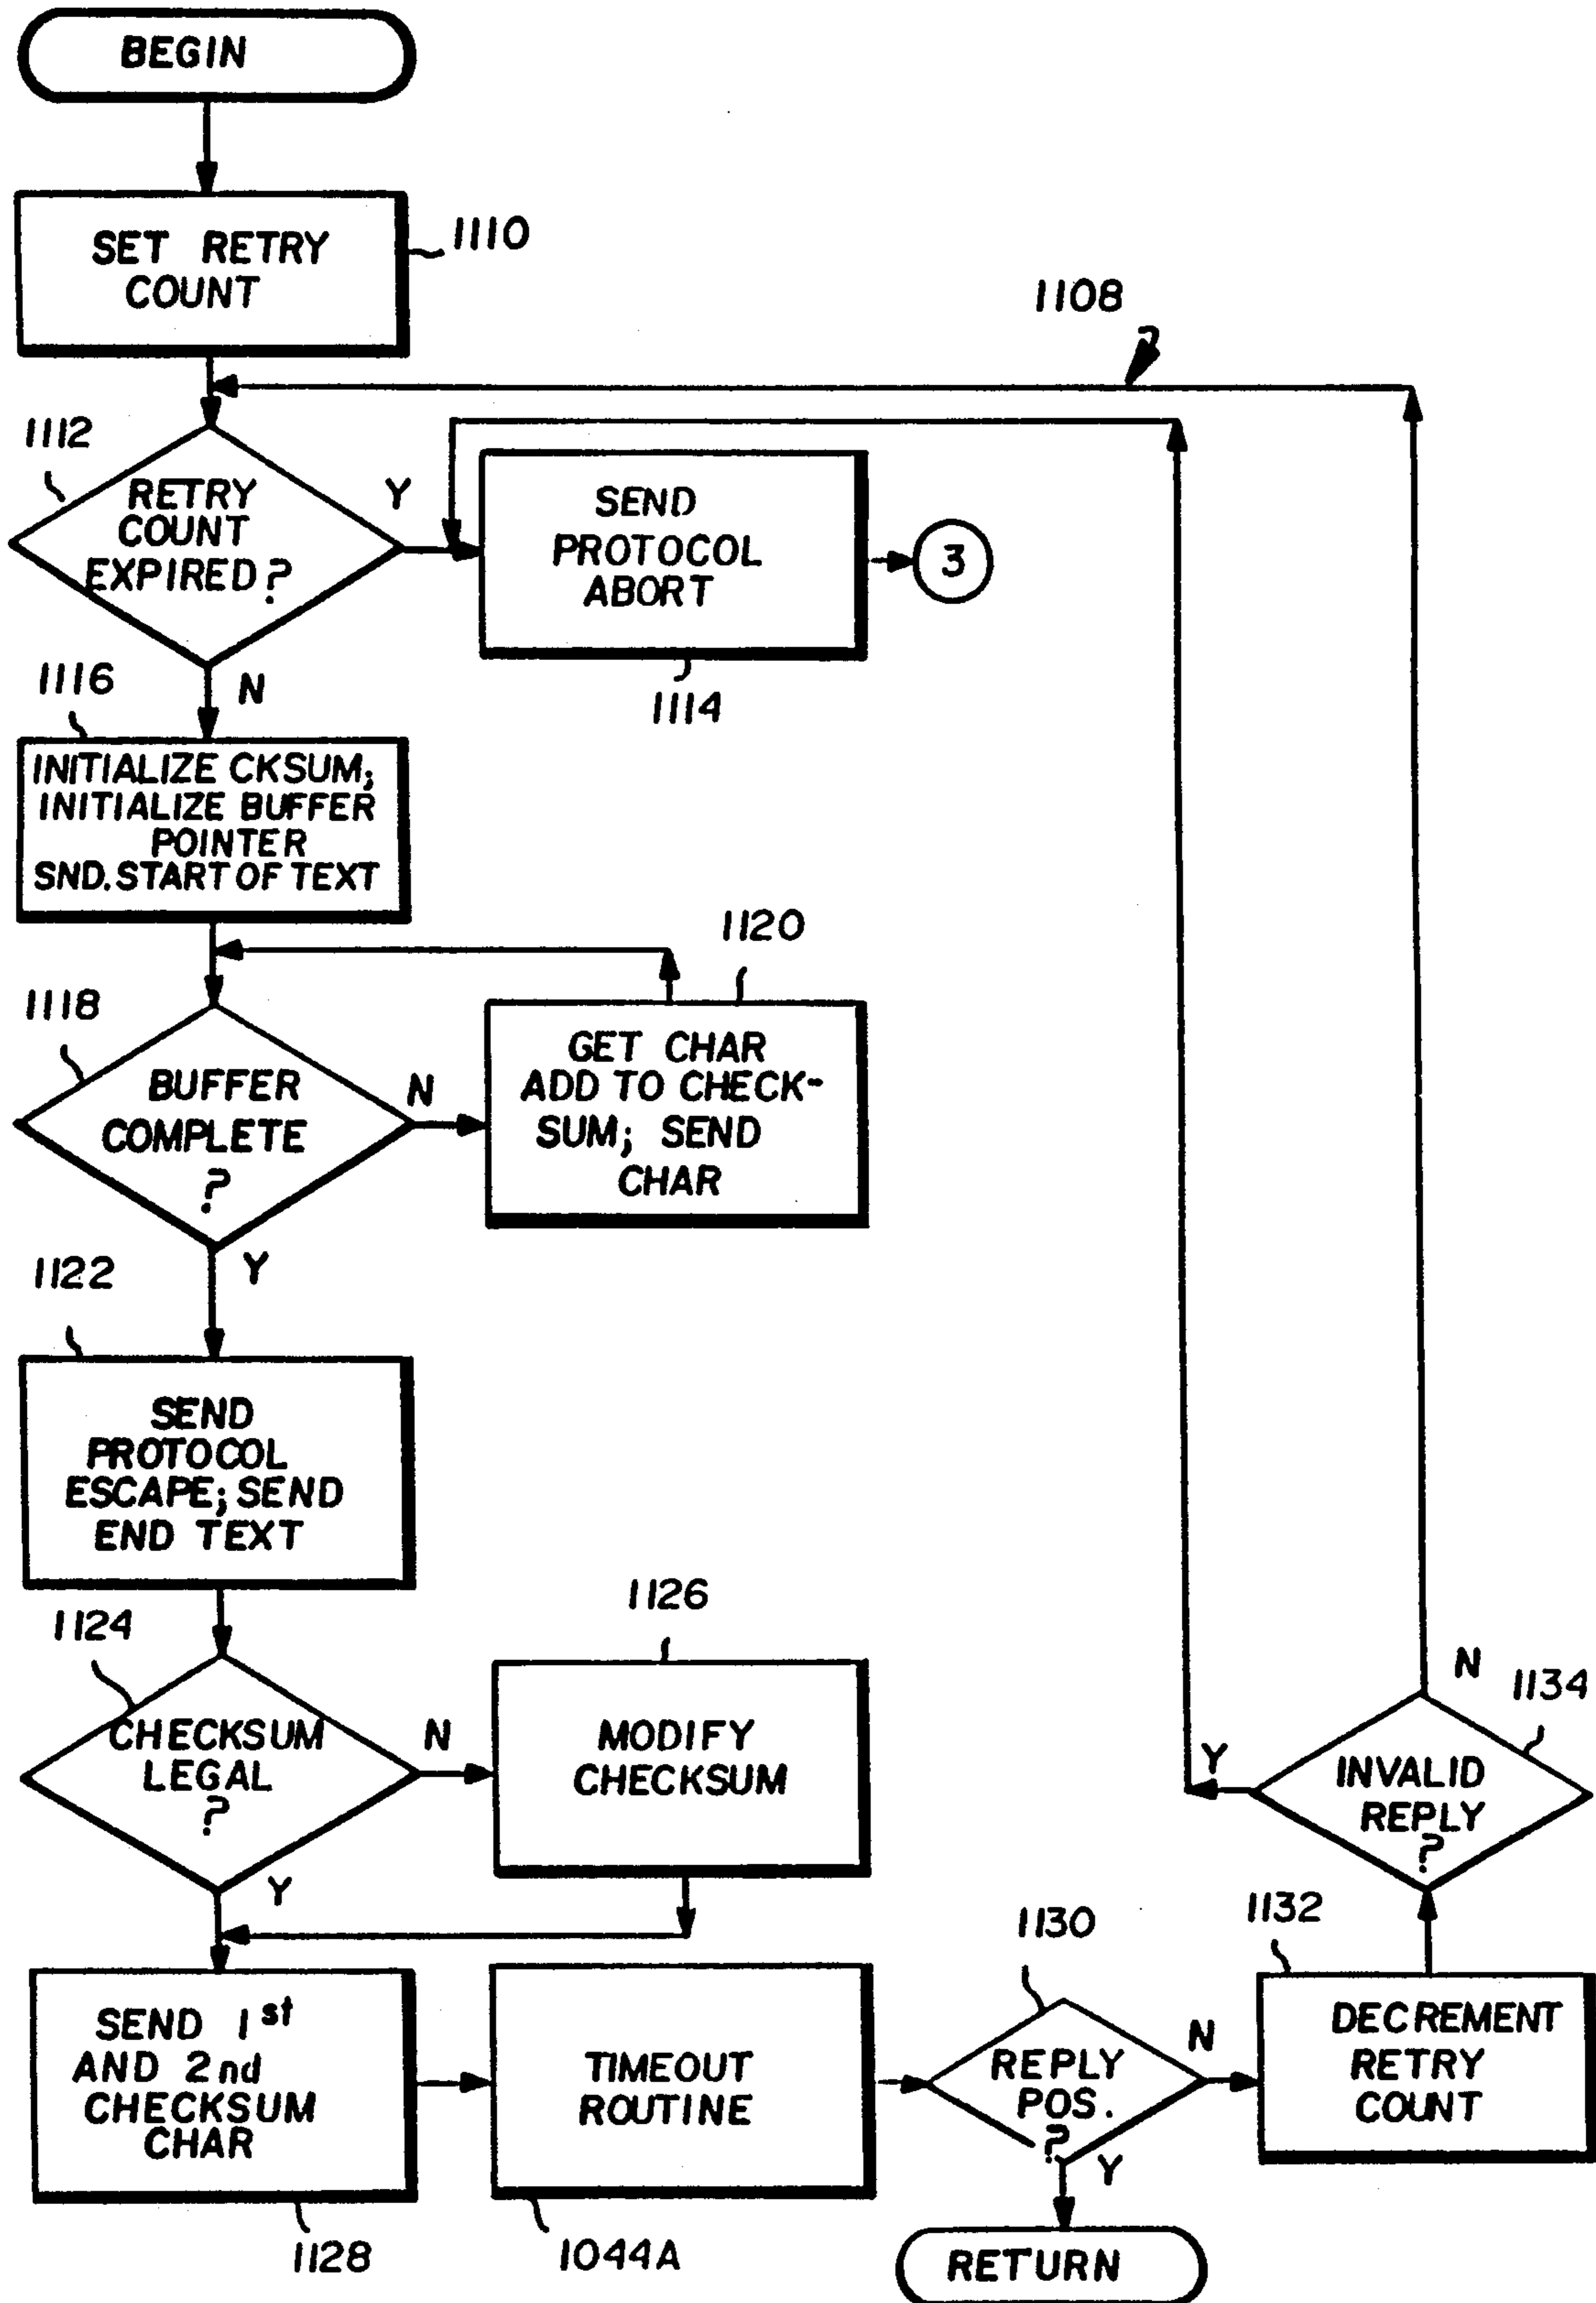 BEGIN
SET RETRY
COUNT
1110
1108
1112
RETRY
COUNT
EXPIRED?
Y
SEND
PROTOCOL
ABORT
3
1114
N
1116
INITIALIZE CKSUM;
INITIALIZE BUFFER
POINTER
SND. START OF TEXT
1118
BUFFER
COMPLETE
?
N
1120
GET CHAR
ADD TO CHECK-
SUM; SEND
CHAR
Y
1122
SEND
PROTOCOL
ESCAPE; SEND
END TEXT
1124
CHECKSUM
LEGAL
?
N
1126
MODIFY
CHECKSUM
Y
SEND 1st
AND 2nd
CHECKSUM
CHAR
1128
TIMEOUT
ROUTINE
1044A
1130
REPLY
POS.
?
N
Y
RETURN
1132
DECREMENT
RETRY
COUNT
1134
INVALID
REPLY
?
Y
N